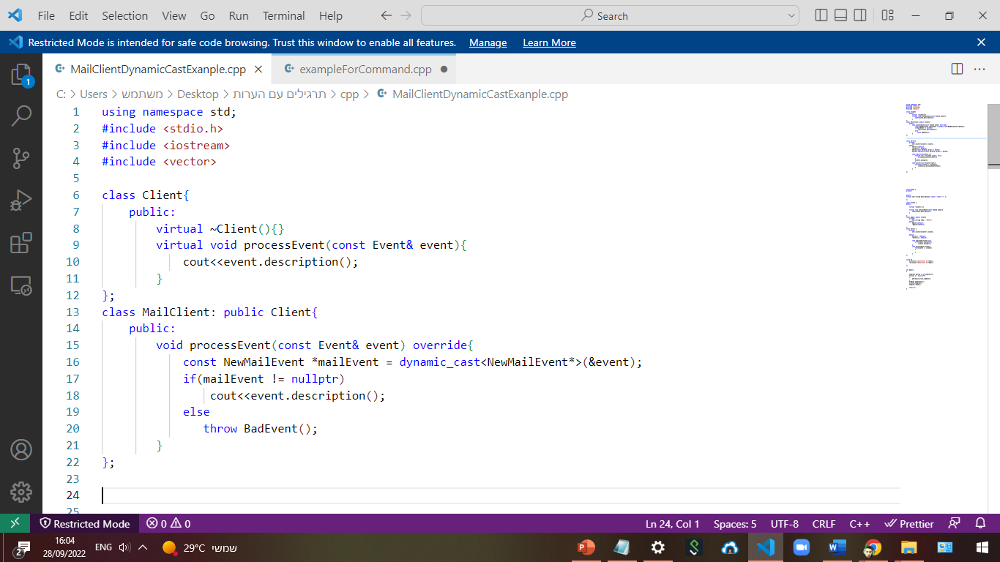 File Edit Selection View Go Run Terminal Help Search
Restricted Mode is intended for safe code browsing. Trust this window to enable all features. Manage Learn More
MailClientDynamicCastExanple.cpp exampleForCommand.cpp
C: > Users > משתמש > Desktop > תרגילים עם הערות > cpp > MailClientDynamicCastExanple.cpp
1 using namespace std;
2 #include <stdio.h>
3 #include <iostream>
4 #include <vector>
5
6 class Client{
7 public:
8 virtual ~Client(){}
9 virtual void processEvent(const Event& event){
10 cout<<event.description();
11 }
12 };
13 class MailClient: public Client{
14 public:
15 void processEvent(const Event& event) override{
16 const NewMailEvent *mailEvent = dynamic_cast<NewMailEvent*>(&event);
17 if(mailEvent != nullptr)
18 cout<<event.description();
19 else
20 throw BadEvent();
21 }
22 };
23
24
25
1
Restricted Mode 0 0 Ln 24, Col 1 Spaces: 5 UTF-8 CRLF C++ Prettier
2 16:04 ENG 29°C שמשי
28/09/2022